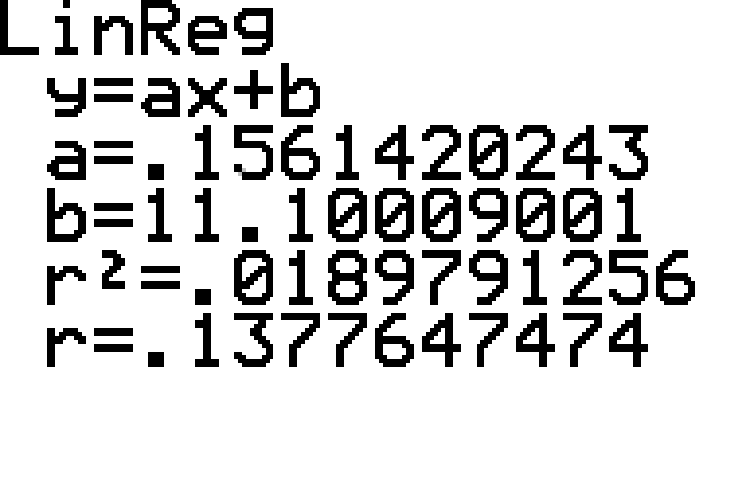 LinReg
y=ax+b
a=.1561420243
b=11.10009001
r²=.0189791256
r=.1377647474